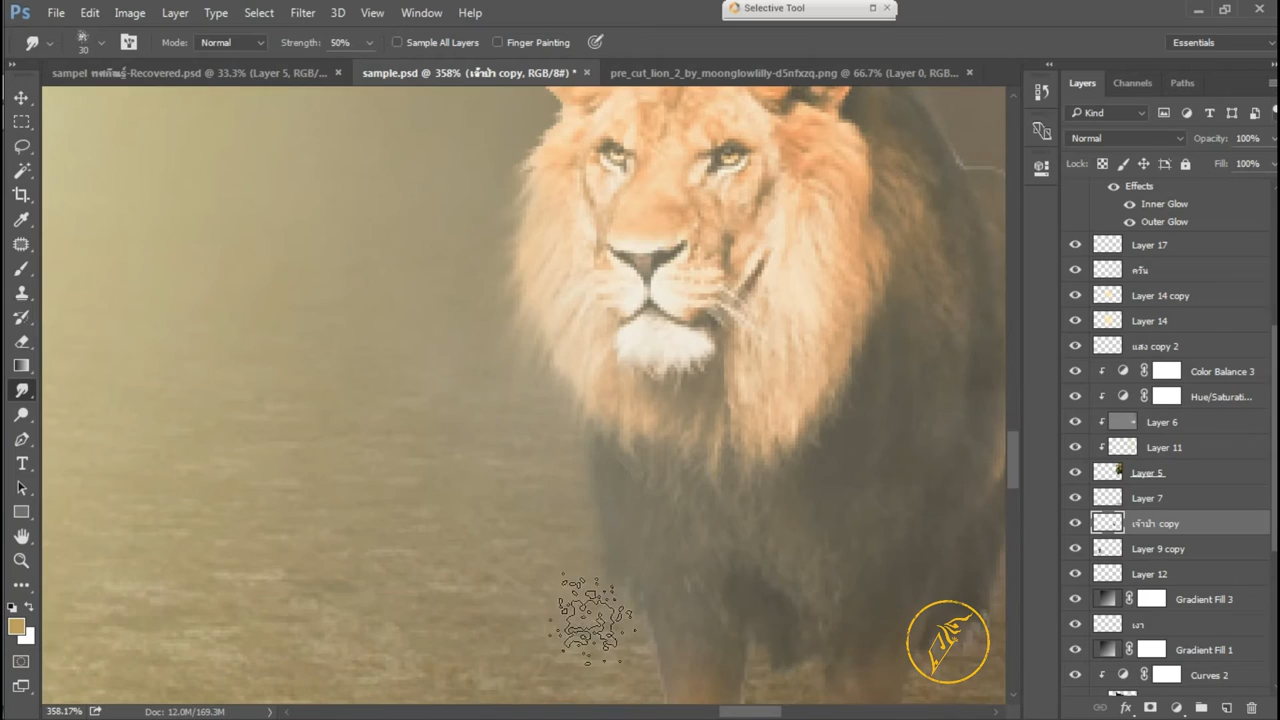 Ps File Edit Image Layer Type Select Filter 3D View Window Help
Selective Tool
30 Mode: Normal Strength: 50% Sample All Layers Finger Painting Essentials
sampel ทศกัณฐ์-Recovered.psd @ 33.3% (Layer 5, RGB/... × sample.psd @ 358% (เจ้าป่า copy, RGB/8#) * × pre_cut_lion_2_by_moonglowlilly-d5nfxzq.png @ 66.7% (Layer 0, RGB... ×
Layers Channels Paths
Kind
Normal Opacity: 100%
Lock: Fill: 100%
Effects
Inner Glow
Outer Glow
Layer 17
ควัน
Layer 14 copy
Layer 14
แสง copy 2
Color Balance 3
Hue/Saturati...
Layer 6
Layer 11
Layer 5
Layer 7
เจ้าป่า copy
Layer 9 copy
Layer 12
Gradient Fill 3
เงา
Gradient Fill 1
Curves 2
358.17% Doc: 12.0M/169.3M